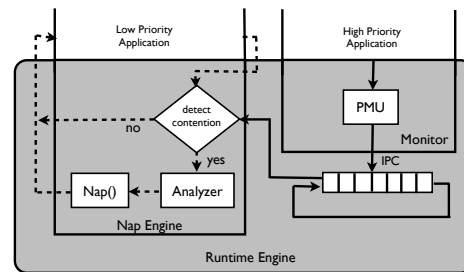 Low Priority
Application
High Priority
Application
detect
contention
PMU
no
Monitor
yes
IPC
Nap()
Analyzer
Nap Engine
Runtime Engine